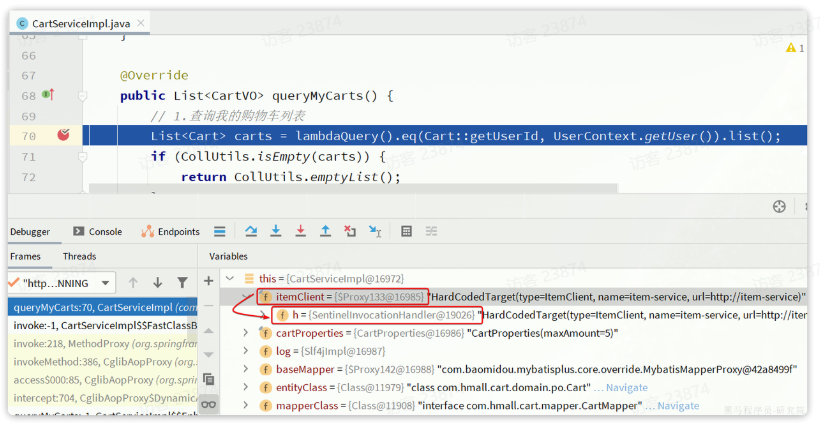 CartServiceImpl.java
66
1
67 @Override
68 public List<CartVO> queryMyCarts() {
69 // 1.查询我的购物车列表
70 List<Cart> carts = lambdaQuery().eq(Cart::getUserId, UserContext.getUser()).list();
71 if (CollUtils.isEmpty(carts)) {
72 return CollUtils.emptyList();
Debugger Console Endpoints
Frames Threads Variables
"http...NNING
this = {CartServiceImpl@16972}
itemClient = {$Proxy133@16985} "HardCodedTarget(type=ItemClient, name=item-service, url=http://item-service)"
queryMyCarts:70, CartServiceImpl (com
h = {SentinelInvocationHandler@19026} "HardCodedTarget(type=ItemClient, name=item-service, url=http://item
invoke:-1, CartServiceImpl$$FastClassB
cartProperties = {CartProperties@16986} "CartProperties(maxAmount=5)"
invoke:218, MethodProxy (org.springfran
log = {Slf4jImpl@16987}
invokeMethod:386, CglibAopProxy (org
baseMapper = {$Proxy142@16988} "com.baomidou.mybatisplus.core.override.MybatisMapperProxy@42a8499f"
access$000:85, CglibAopProxy (org.sprin
entityClass = {Class@11979} "class com.hmall.cart.domain.po.Cart" ... Navigate
intercept:704, CglibAopProxy$Dynamic
mapperClass = {Class@11908} "interface com.hmall.cart.mapper.CartMapper" ... Navigate
访客 23874